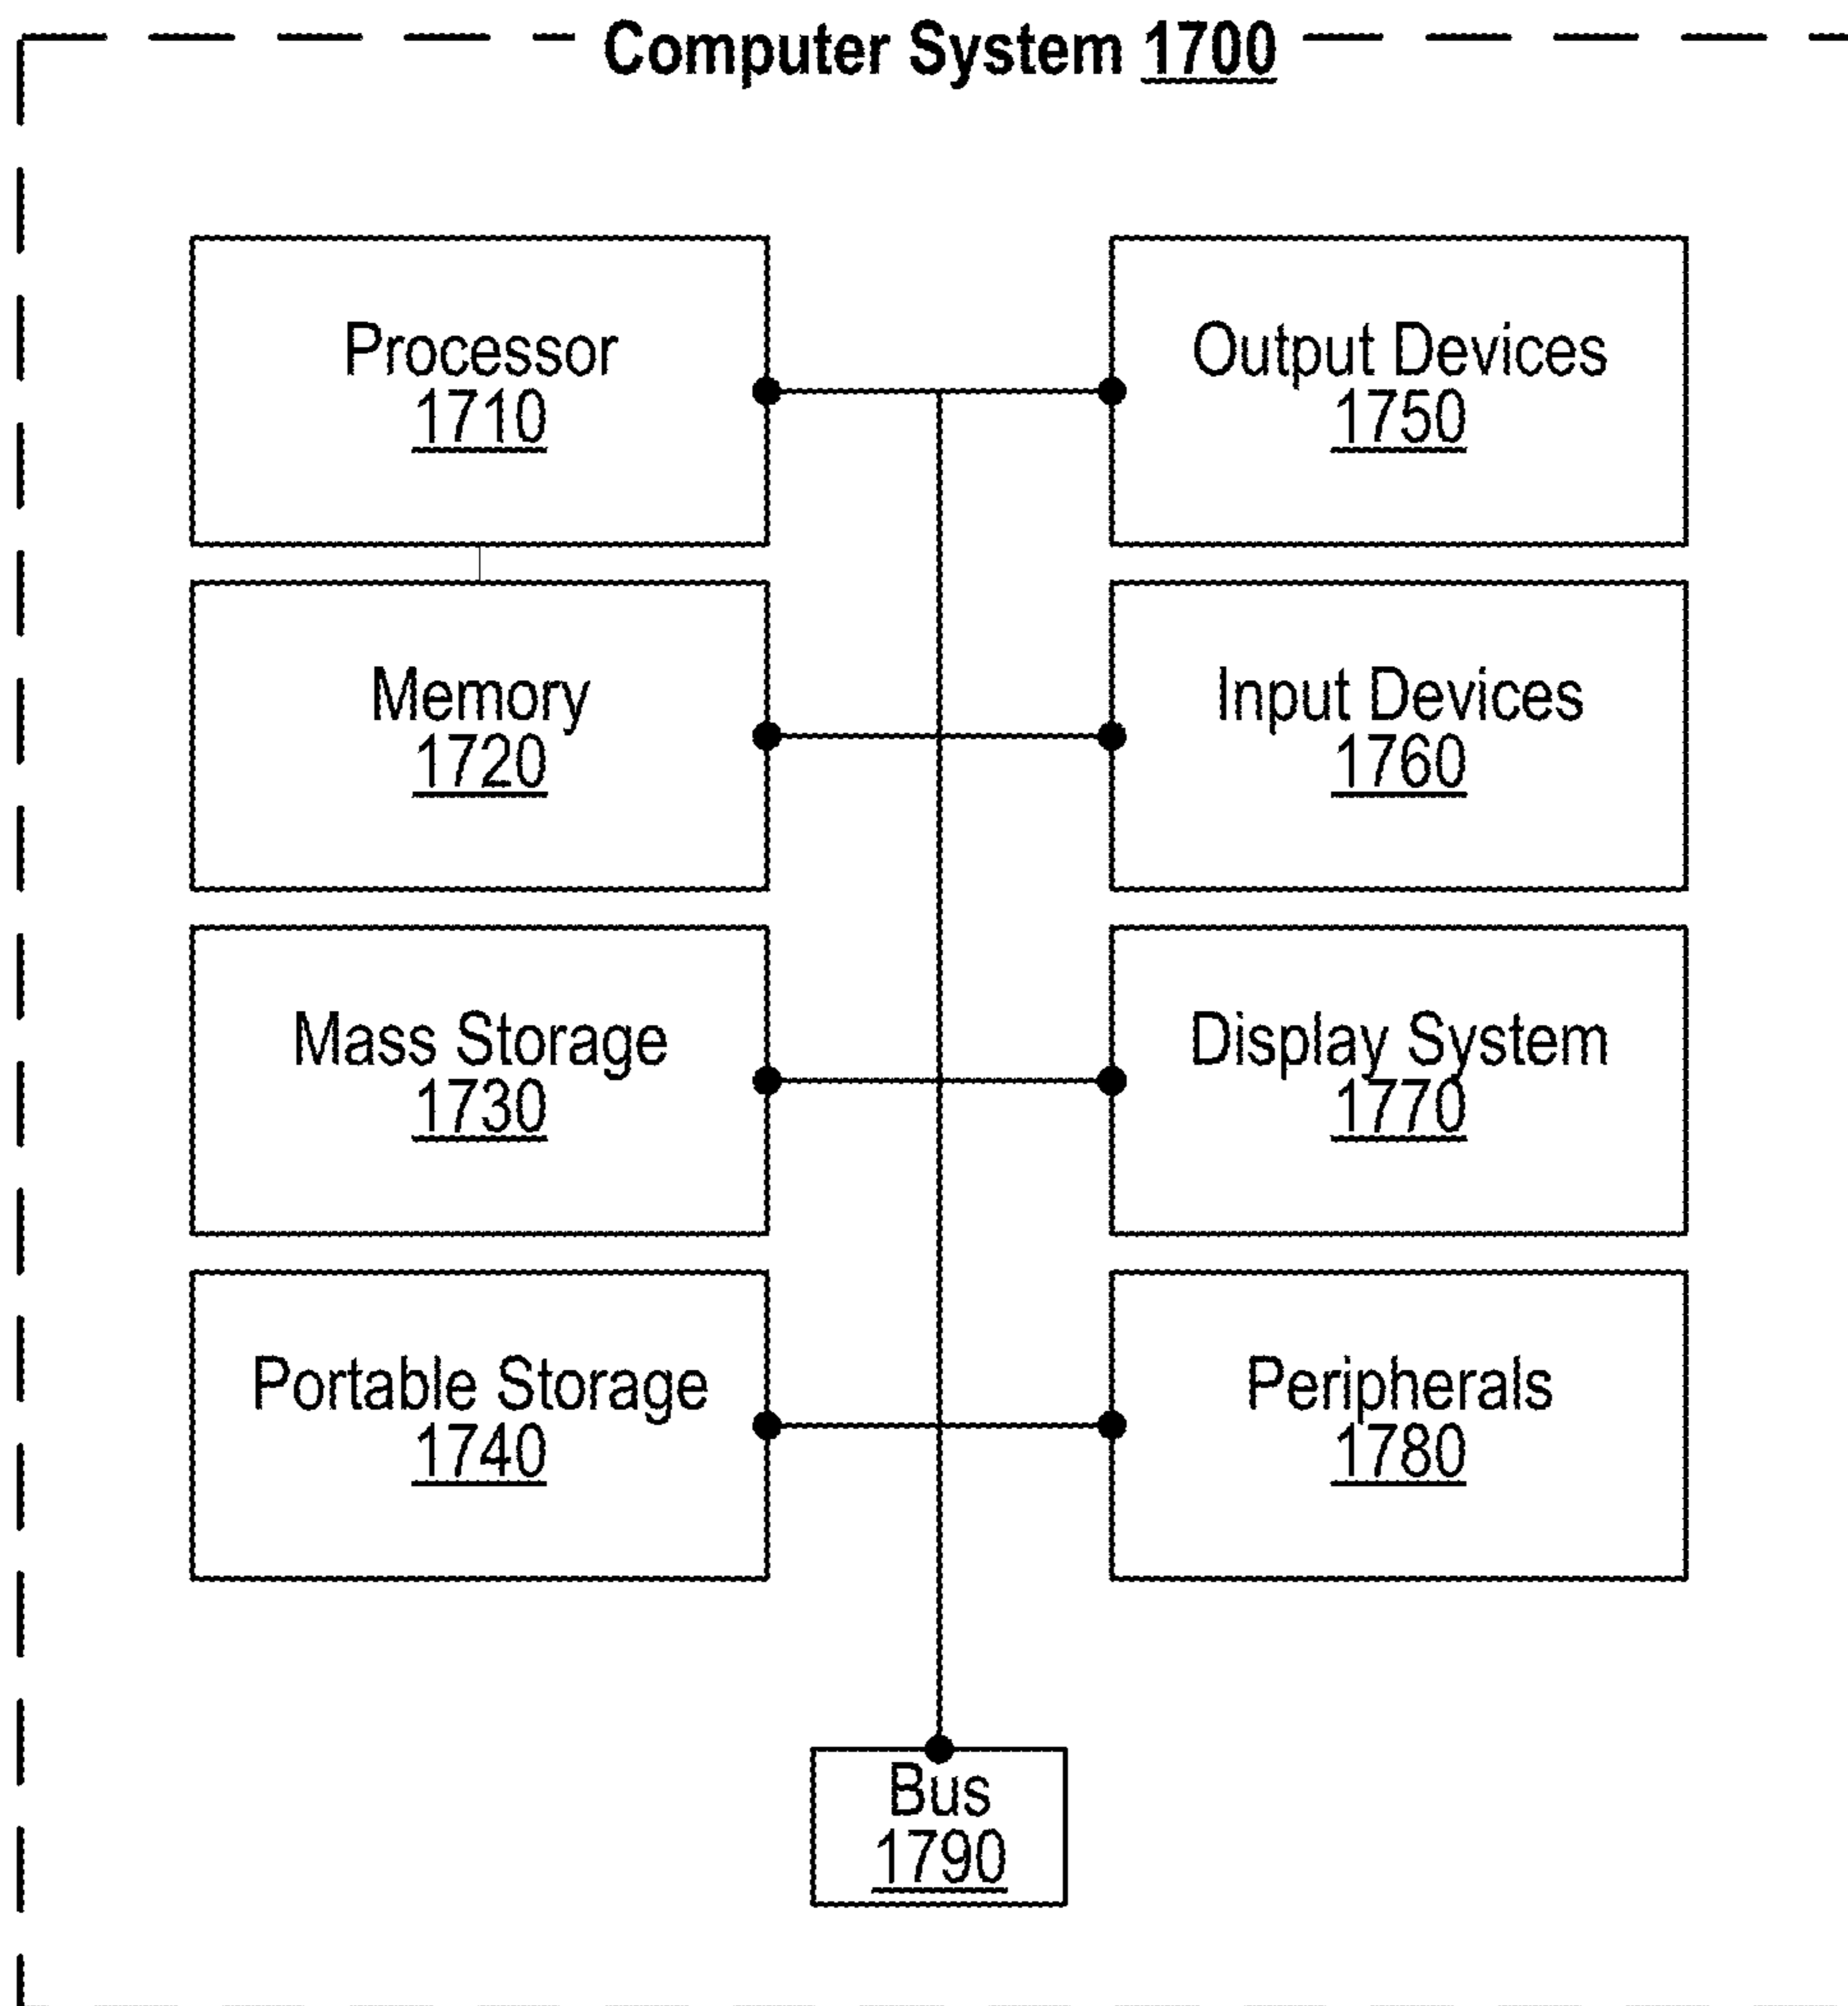 Computer System 1700
Processor
1710
Output Devices
1750
Memory
1720
Input Devices
1760
Mass Storage
1730
Display System
1770
Portable Storage
1740
Peripherals
1780
Bus
1790